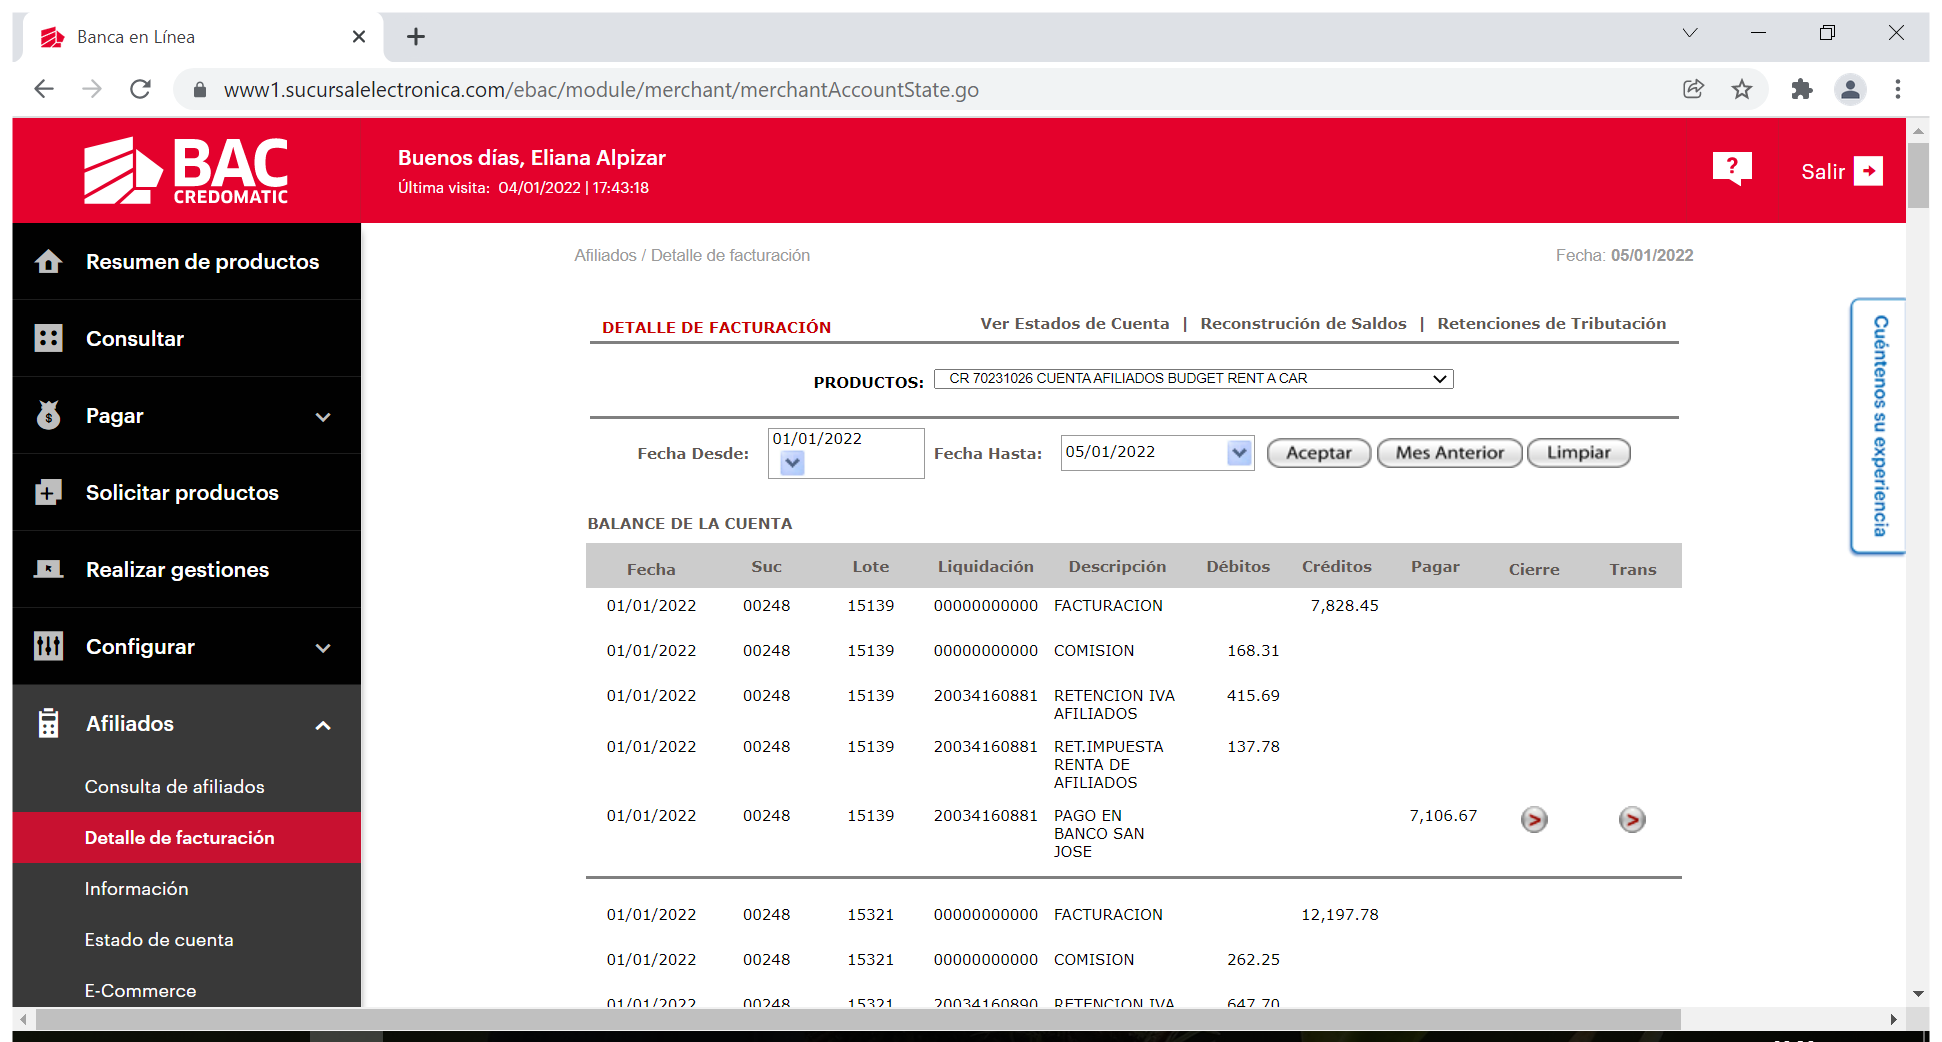 Banca en Línea
www1.sucursalelectronica.com/ebac/module/merchant/merchantAccountState.go
BAC
CREDOMATIC
Buenos días, Eliana Alpizar
Última visita: 04/01/2022 | 17:43:18
?
Salir
Resumen de productos
Consultar
Pagar
Solicitar productos
Realizar gestiones
Configurar
Afiliados
Consulta de afiliados
Detalle de facturación
Información
Estado de cuenta
E-Commerce
Afiliados / Detalle de facturación
Fecha: 05/01/2022
DETALLE DE FACTURACIÓN
Ver Estados de Cuenta | Reconstrución de Saldos | Retenciones de Tributación
PRODUCTOS: CR 70231026 CUENTA AFILIADOS BUDGET RENT A CAR
Fecha Desde: 01/01/2022 Fecha Hasta: 05/01/2022 Aceptar Mes Anterior Limpiar
Cuéntenos su experiencia
BALANCE DE LA CUENTA
Fecha Suc Lote Liquidación Descripción Débitos Créditos Pagar Cierre Trans
01/01/2022 00248 15139 00000000000 FACTURACION 7,828.45
01/01/2022 00248 15139 00000000000 COMISION 168.31
01/01/2022 00248 15139 20034160881 RETENCION IVA 415.69
AFILIADOS
01/01/2022 00248 15139 20034160881 RET.IMPUESTA 137.78
RENTA DE
AFILIADOS
01/01/2022 00248 15139 20034160881 PAGO EN 7,106.67
BANCO SAN
JOSE
01/01/2022 00248 15321 00000000000 FACTURACION 12,197.78
01/01/2022 00248 15321 00000000000 COMISION 262.25
01/01/2022 00248 15321 20034160890 RETENCION IVA 647.70